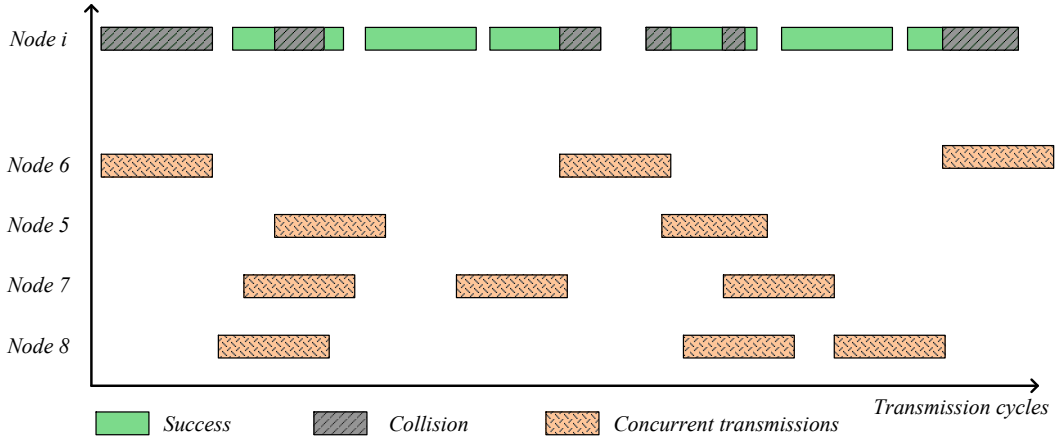 Node i
Node 6
Node 5
Node 7
Node 8
Transmission cycles
Success
Collision
Concurrent transmissions